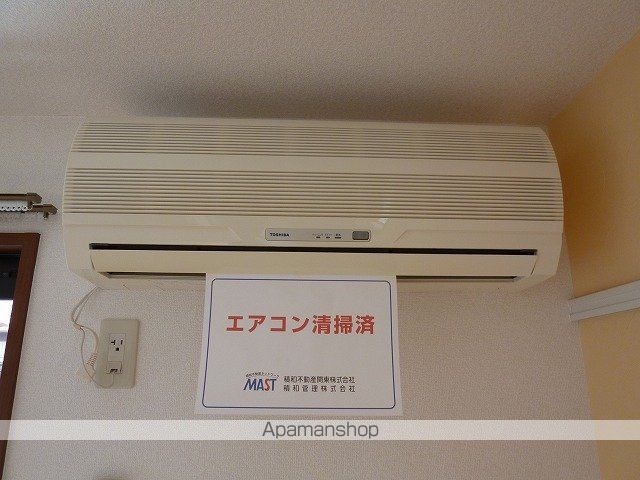 TOSHIBA
エアコン清掃済
MAST
積和不動産関東株式会社
積和管理株式会社
Apamanshop